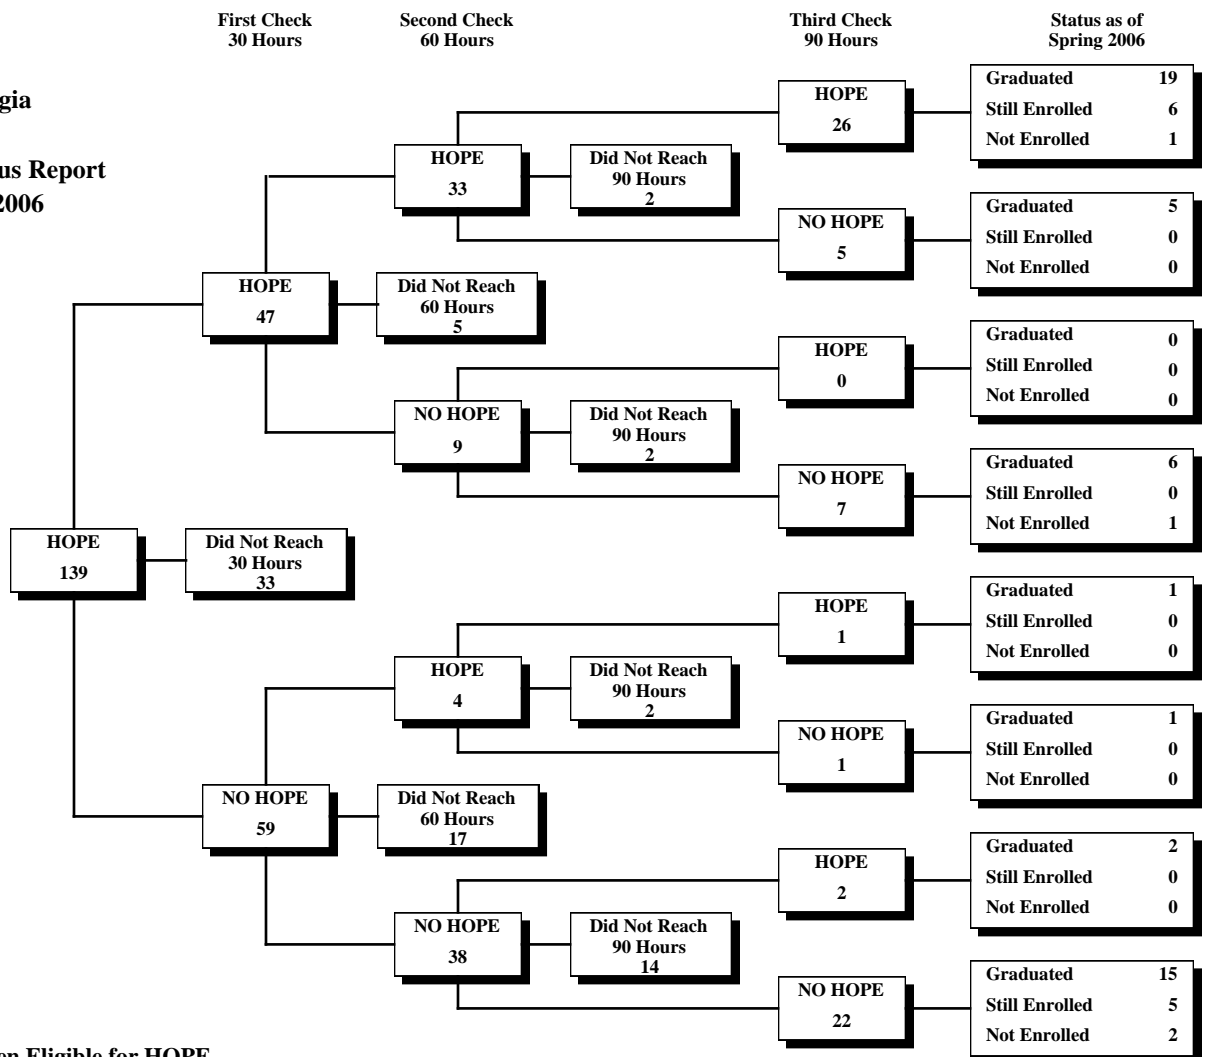 First Check
30 Hours
Second Check
60 Hours
Third Check
90 Hours
Status as of
Spring 2006
gia
us Report
2006
HOPE
139
Did Not Reach
30 Hours
33
HOPE
47
Did Not Reach
60 Hours
5
NO HOPE
59
Did Not Reach
60 Hours
17
HOPE
33
Did Not Reach
90 Hours
2
NO HOPE
9
Did Not Reach
90 Hours
2
HOPE
4
Did Not Reach
90 Hours
2
NO HOPE
38
Did Not Reach
90 Hours
14
HOPE
26
Graduated 19
Still Enrolled 6
Not Enrolled 1
NO HOPE
5
Graduated 5
Still Enrolled 0
Not Enrolled 0
HOPE
0
Graduated 0
Still Enrolled 0
Not Enrolled 0
NO HOPE
7
Graduated 6
Still Enrolled 0
Not Enrolled 1
HOPE
1
Graduated 1
Still Enrolled 0
Not Enrolled 0
NO HOPE
1
Graduated 1
Still Enrolled 0
Not Enrolled 0
HOPE
2
Graduated 2
Still Enrolled 0
Not Enrolled 0
NO HOPE
22
Graduated 15
Still Enrolled 5
Not Enrolled 2
en Eligible for HOPE